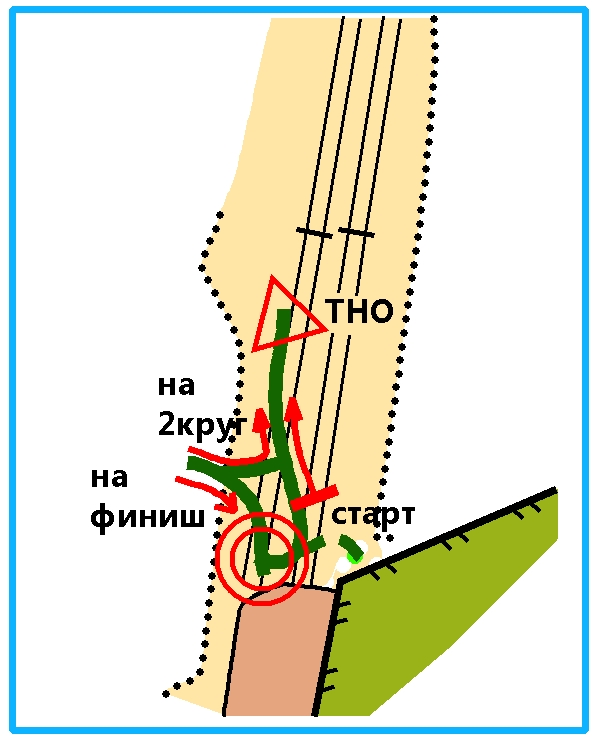 ТНО
на
2круг
на
финиш
старт